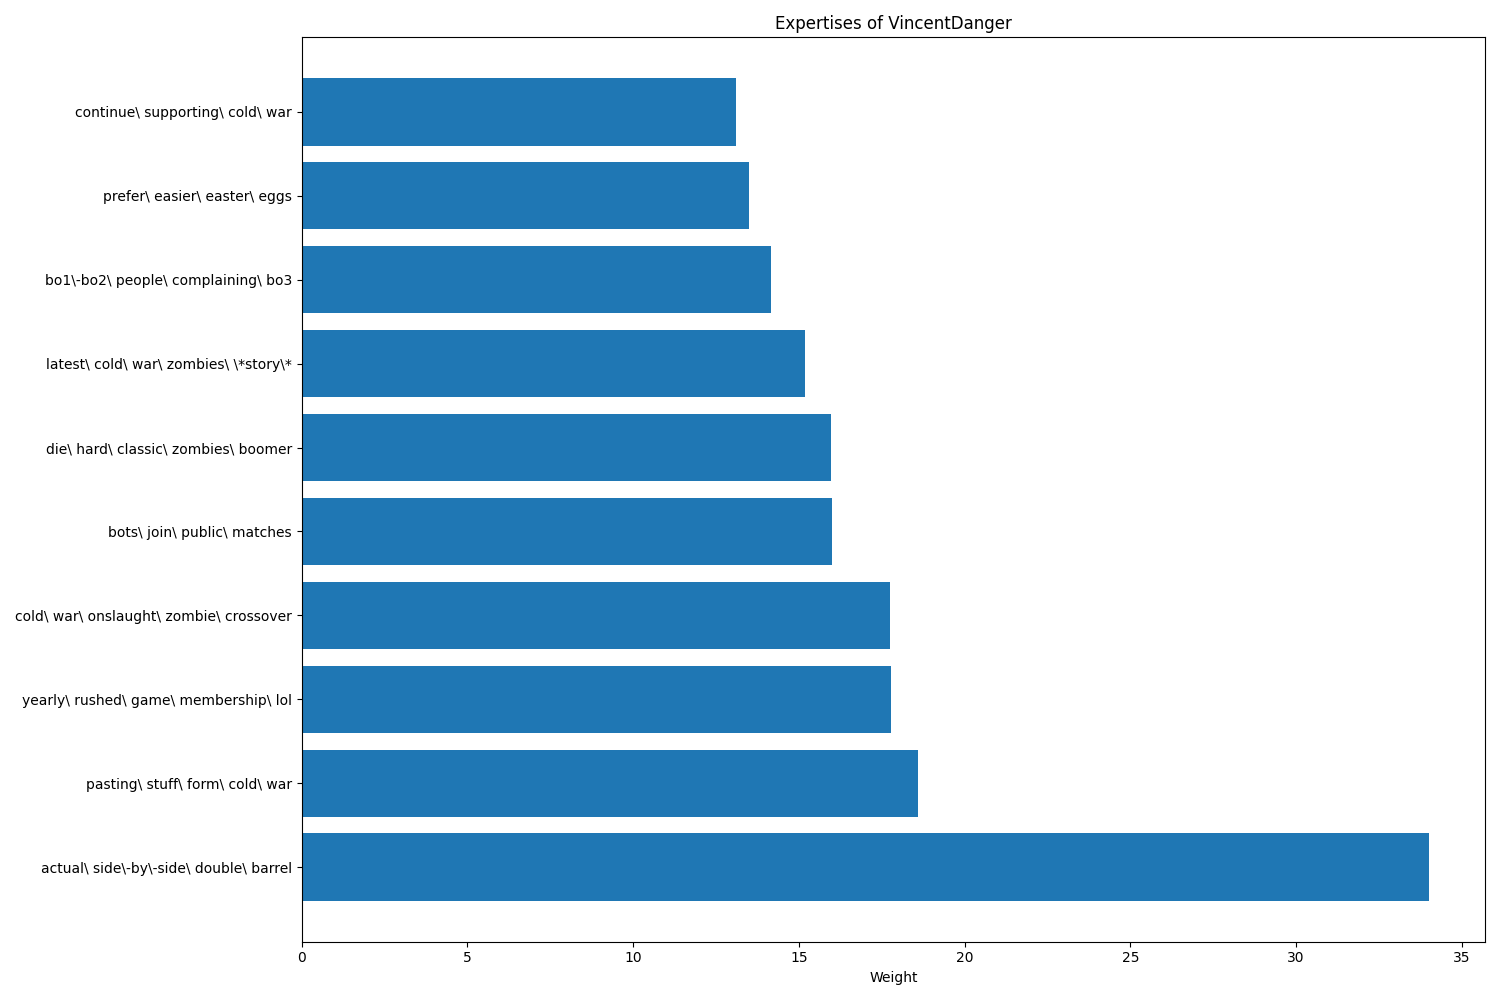 Expertises of VincentDanger
continue\ supporting\ cold\ war
prefer\ easier\ easter\ eggs
bo1\-bo2\ people\ complaining\ bo3
latest\ cold\ war\ zombies\ \*story\*
die\ hard\ classic\ zombies\ boomer
bots\ join\ public\ matches
cold\ war\ onslaught\ zombie\ crossover
yearly\ rushed\ game\ membership\ lol
pasting\ stuff\ form\ cold\ war
actual\ side\-by\-side\ double\ barrel
0 5 10 15 20 25 30 35
Weight